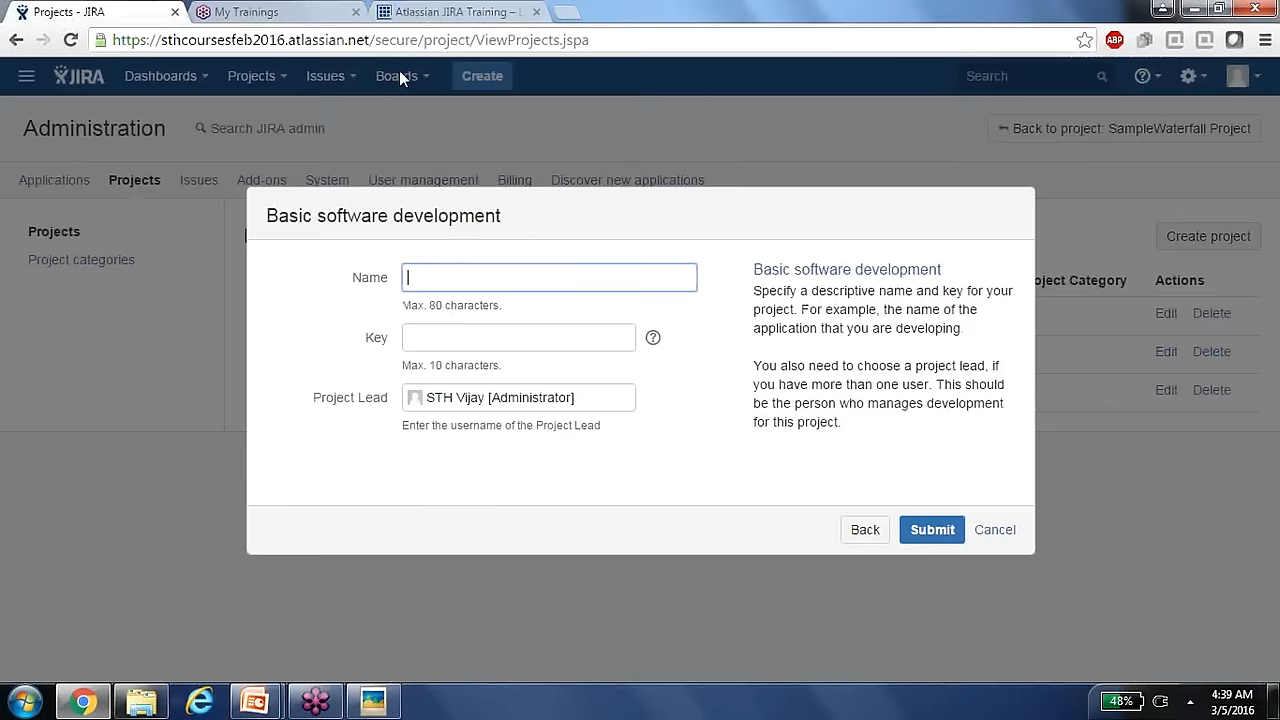 Projects - JIRA
My Trainings
Atlassian JIRA Training – L
https://sthcoursesfeb2016.atlassian.net/secure/project/ViewProjects.jspa
ABP
JIRA
Dashboards
Projects
Issues
Boards
Create
Search
Administration
Search JIRA admin
Back to project: SampleWaterfall Project
Applications
Projects
Issues
Add-ons
System
User management
Billing
Discover new applications
Projects
Project categories
Create project
oject Category
Actions
Edit
Delete
Edit
Delete
Edit
Delete
Basic software development
Name
Max. 80 characters.
Key
Max. 10 characters.
Project Lead
STH Vijay [Administrator]
Enter the username of the Project Lead
Basic software development
Specify a descriptive name and key for your
project. For example, the name of the
application that you are developing.
You also need to choose a project lead, if
you have more than one user. This should
be the person who manages development
for this project.
Back
Submit
Cancel
48%
4:39 AM
3/5/2016